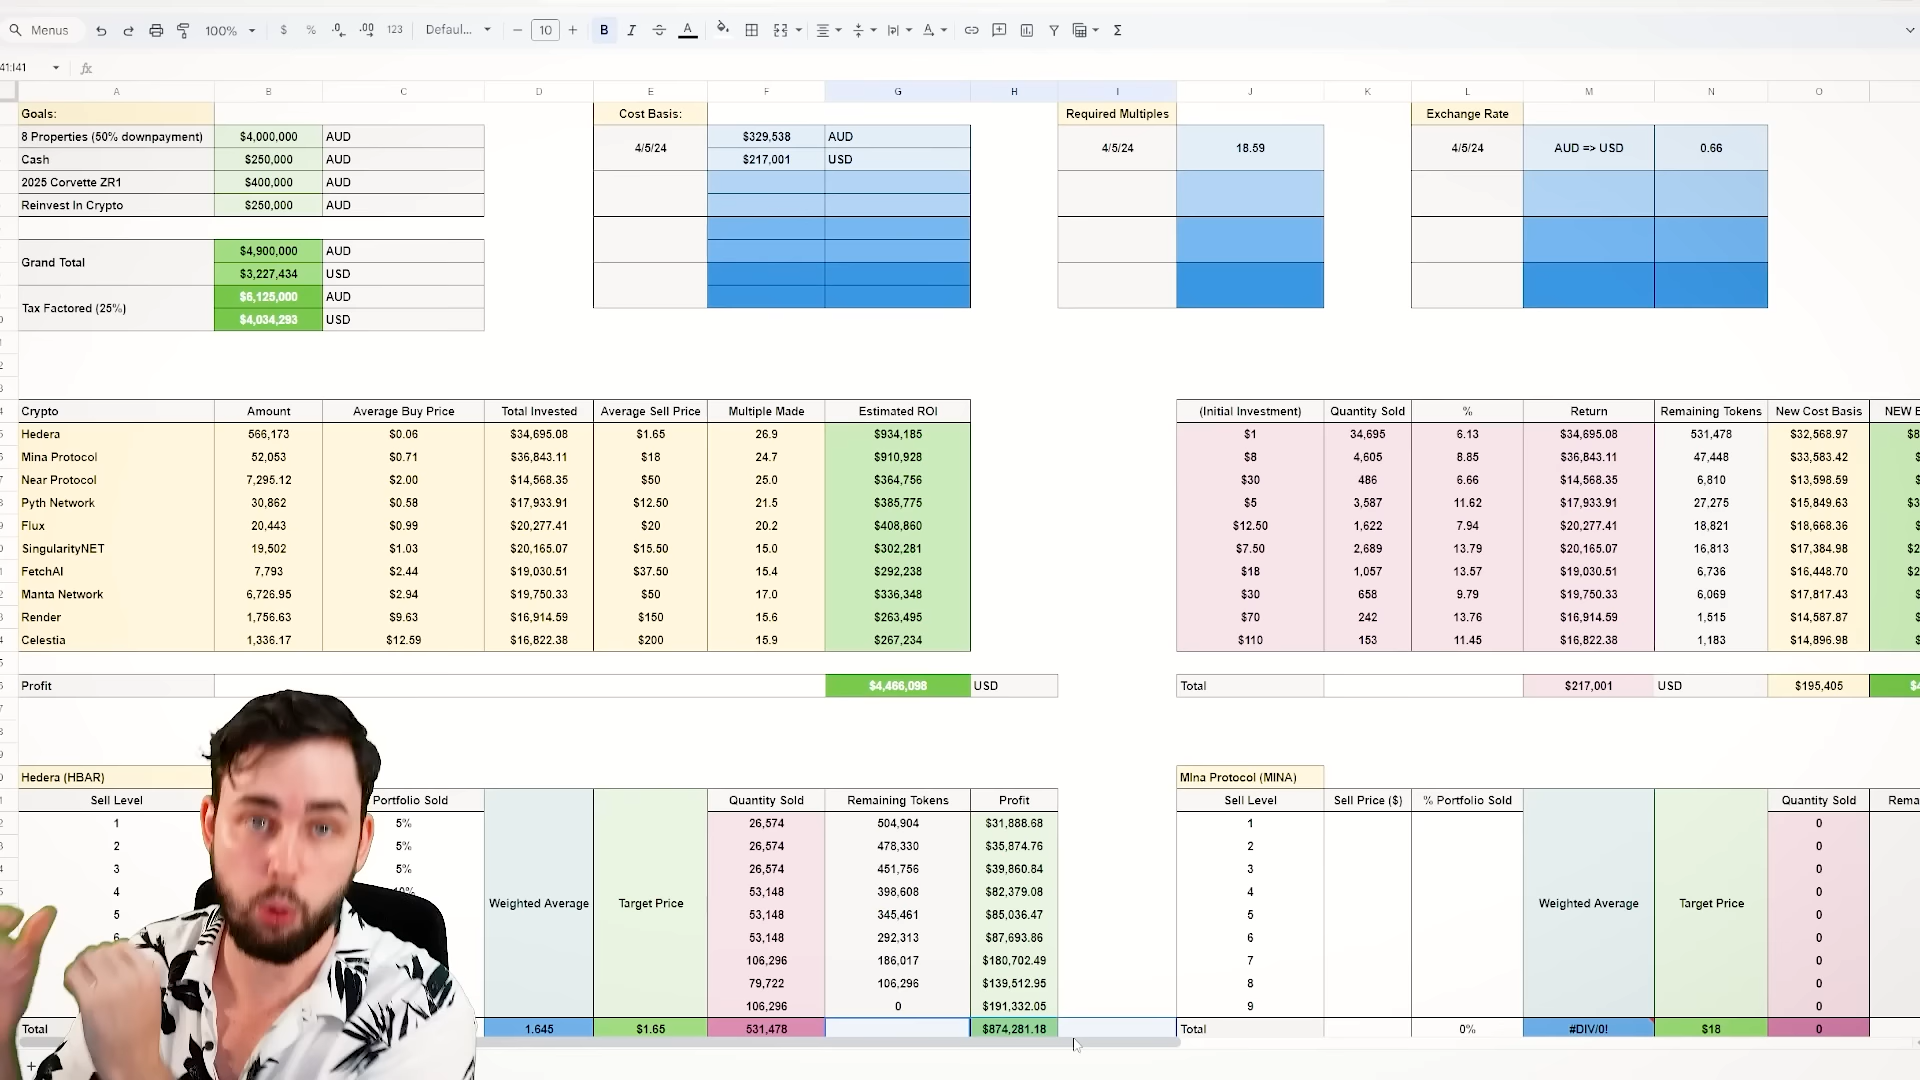 Menus 100% $ % .0 .00 123 Defaul... − 10 + B I A Σ
41:I41 fx
A B C D E F G H I J K L M N O
Goals: Cost Basis: Required Multiples Exchange Rate
8 Properties (50% downpayment) $4,000,000 AUD 4/5/24 $329,538 AUD 4/5/24 18.59 4/5/24 AUD => USD 0.66
Cash $250,000 AUD $217,001 USD
2025 Corvette ZR1 $400,000 AUD
Reinvest In Crypto $250,000 AUD
Grand Total $4,900,000 AUD
$3,227,434 USD
Tax Factored (25%) $6,125,000 AUD
$4,034,293 USD
Crypto Amount Average Buy Price Total Invested Average Sell Price Multiple Made Estimated ROI (Initial Investment) Quantity Sold % Return Remaining Tokens New Cost Basis NEW
Hedera 566,173 $0.06 $34,695.08 $1.65 26.9 $934,185 $1 34,695 6.13 $34,695.08 531,478 $32,568.97
Mina Protocol 52,053 $0.71 $36,843.11 $18 24.7 $910,928 $8 4,605 8.85 $36,843.11 47,448 $33,583.42
Near Protocol 7,295.12 $2.00 $14,568.35 $50 25.0 $364,756 $30 486 6.66 $14,568.35 6,810 $13,598.59
Pyth Network 30,862 $0.58 $17,933.91 $12.50 21.5 $385,775 $5 3,587 11.62 $17,933.91 27,275 $15,849.63
Flux 20,443 $0.99 $20,277.41 $20 20.2 $408,860 $12.50 1,622 7.94 $20,277.41 18,821 $18,668.36
SingularityNET 19,502 $1.03 $20,165.07 $15.50 15.0 $302,281 $7.50 2,689 13.79 $20,165.07 16,813 $17,384.98
FetchAI 7,793 $2.44 $19,030.51 $37.50 15.4 $292,238 $18 1,057 13.57 $19,030.51 6,736 $16,448.70
Manta Network 6,726.95 $2.94 $19,750.33 $50 17.0 $336,348 $30 658 9.79 $19,750.33 6,069 $17,817.43
Render 1,756.63 $9.63 $16,914.59 $150 15.6 $263,495 $70 242 13.76 $16,914.59 1,515 $14,587.87
Celestia 1,336.17 $12.59 $16,822.38 $200 15.9 $267,234 $110 153 11.45 $16,822.38 1,183 $14,896.98
Profit $4,466,098 USD Total $217,001 USD $195,405
Hedera (HBAR) MIna Protocol (MINA)
Sell Level Portfolio Sold Quantity Sold Remaining Tokens Profit Sell Level Sell Price ($) % Portfolio Sold Quantity Sold
1 5% 26,574 504,904 $31,888.68 1 0
2 5% 26,574 478,330 $35,874.76 2 0
3 5% 26,574 451,756 $39,860.84 3 0
4 53,148 398,608 $82,379.08 4 0
Weighted Average Target Price Weighted Average Target Price
5 53,148 345,461 $85,036.47 5 0
6 53,148 292,313 $87,693.86 6 0
106,296 186,017 $180,702.49 7 0
79,722 106,296 $139,512.95 8 0
106,296 0 $191,332.05 9 0
Total 1.645 $1.65 531,478 $874,281.18 Total 0% #DIV/0! $18 0